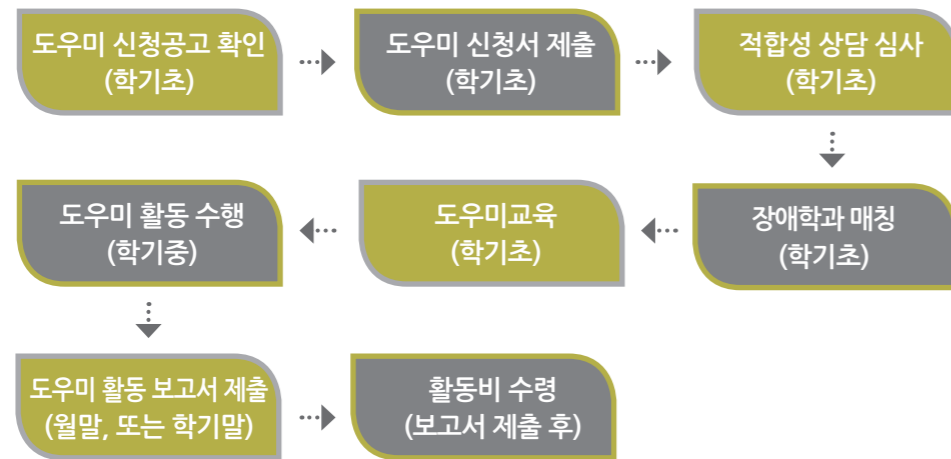 도우미 신청공고 확인
(학기초)
도우미 신청서 제출
(학기초)
적합성 상담 심사
(학기초)
장애학과 매칭
(학기초)
도우미교육
(학기초)
도우미 활동 수행
(학기중)
도우미 활동 보고서 제출
(월말, 또는 학기말)
활동비 수령
(보고서 제출 후)